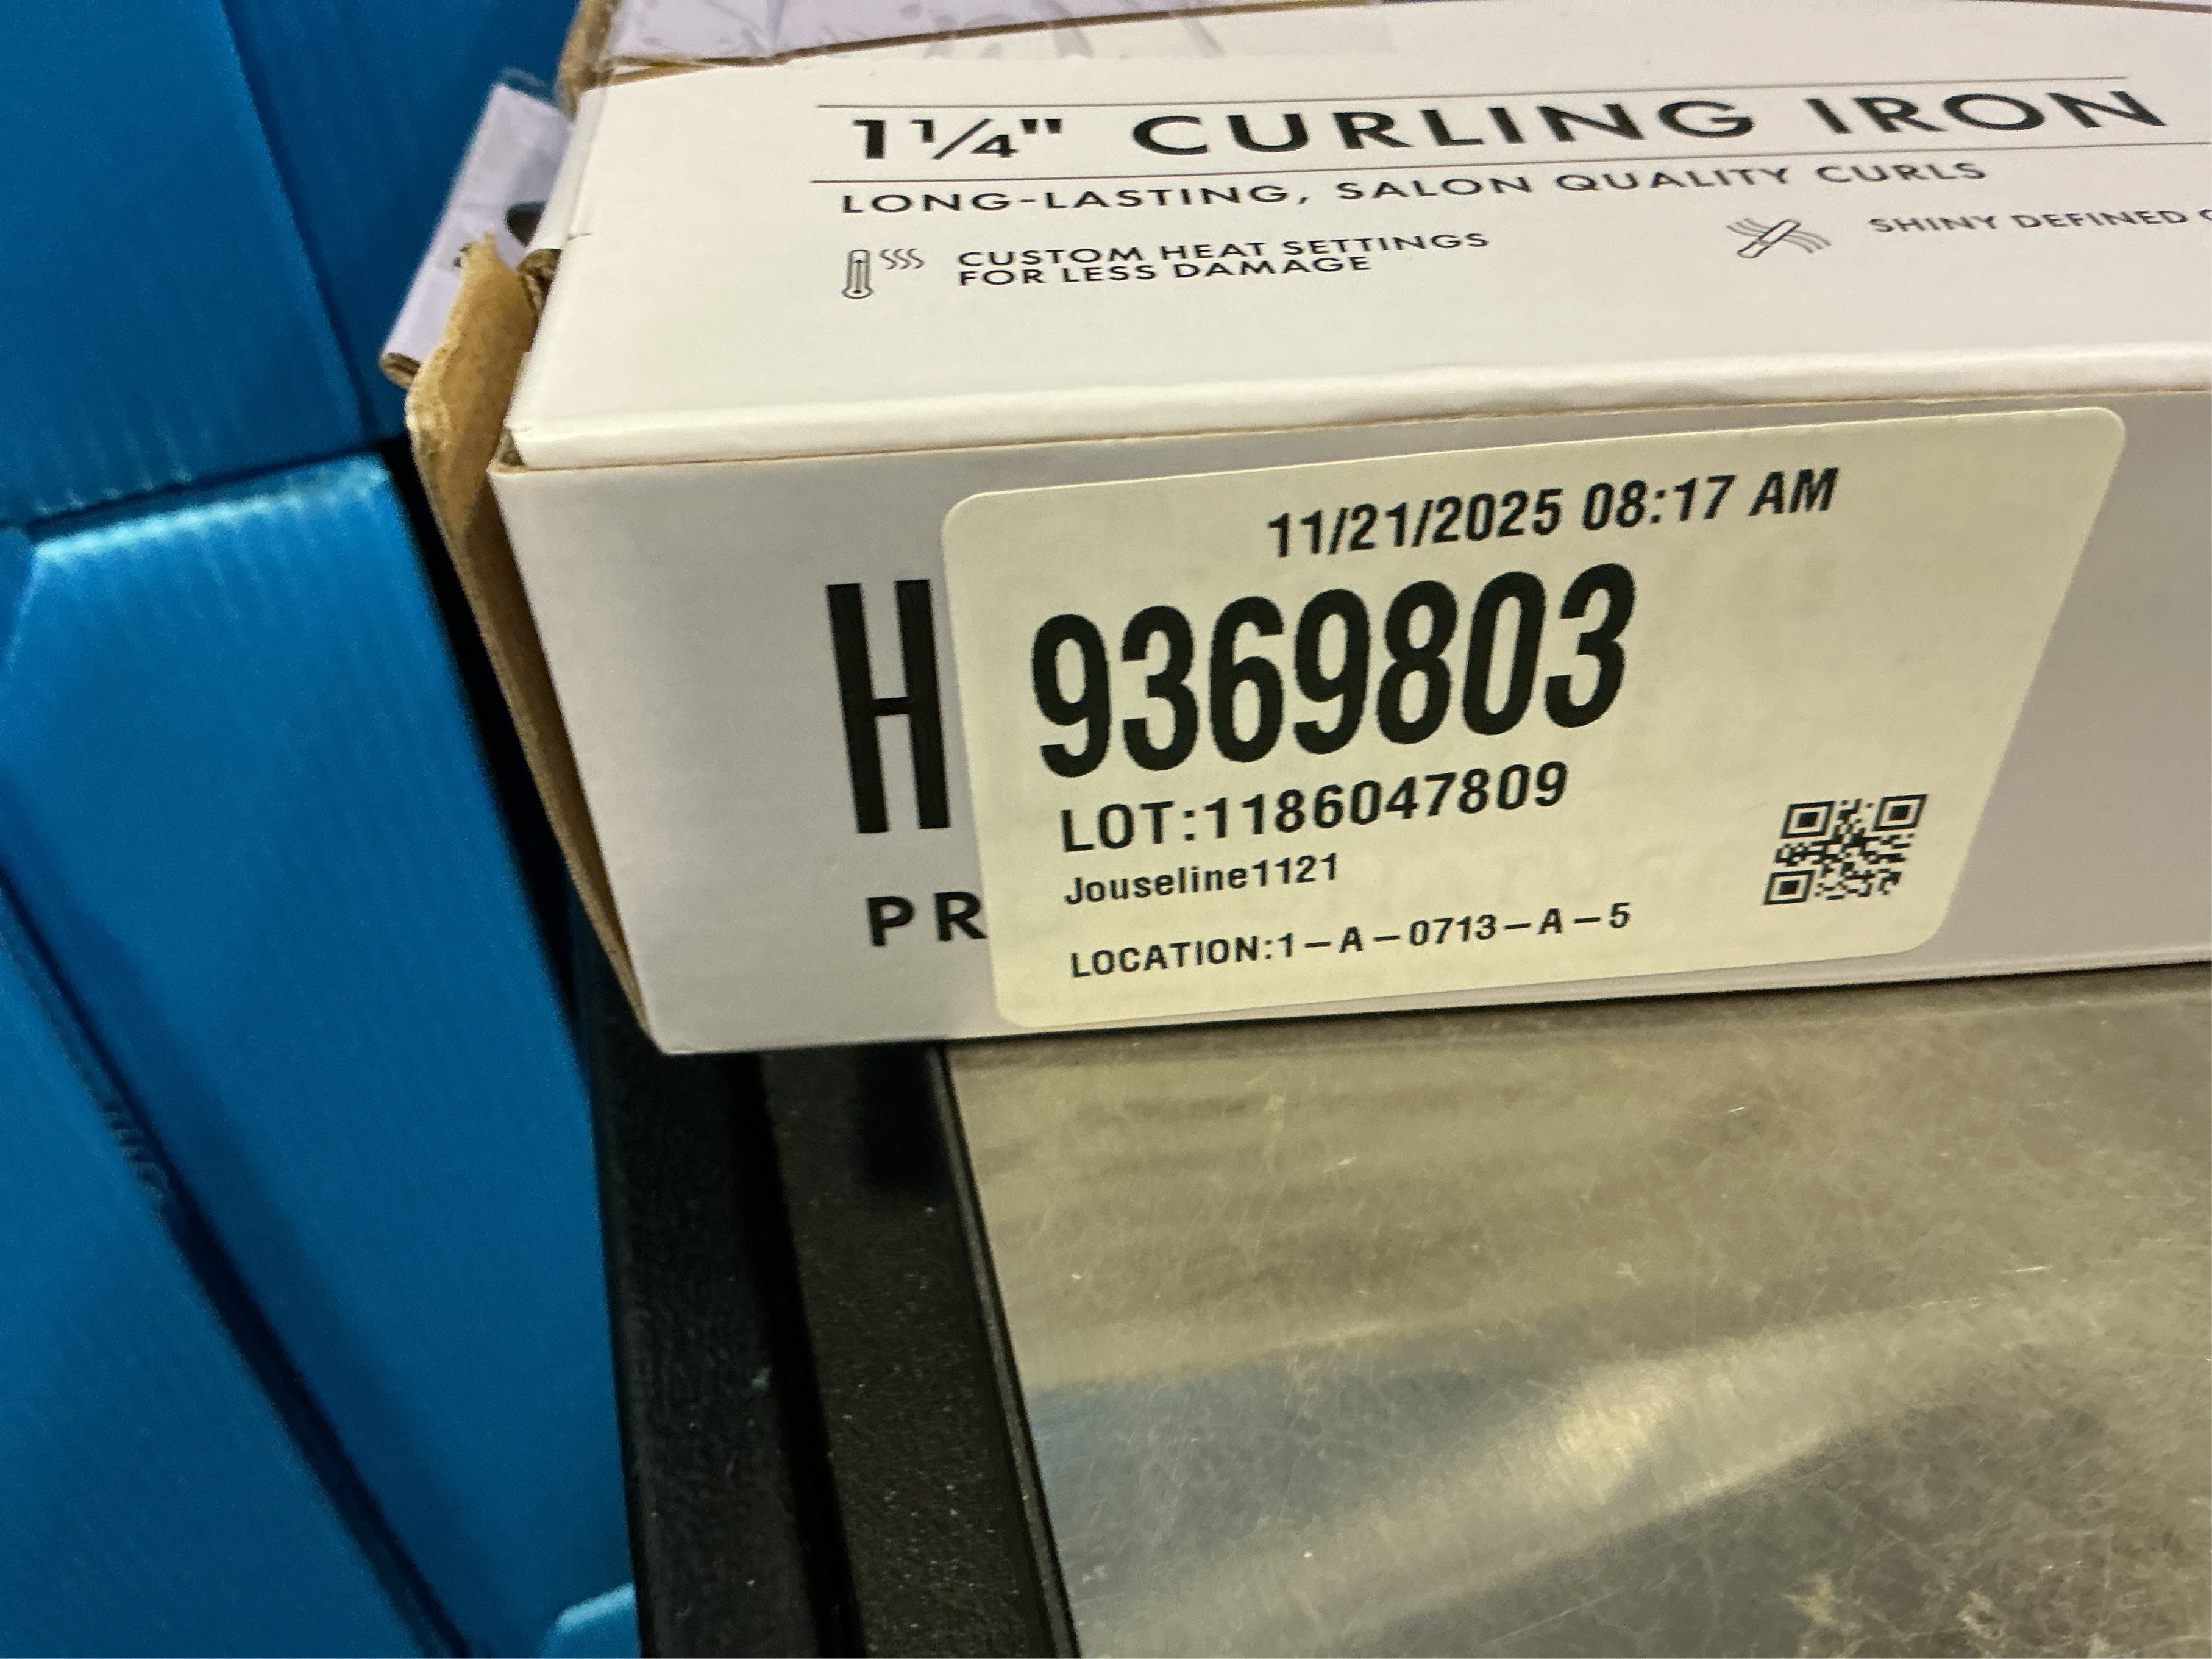 1¼" CURLING IRON
LONG-LASTING, SALON QUALITY CURLS
CUSTOM HEAT SETTINGS
FOR LESS DAMAGE
SHINY DEFINED
11/21/2025 08:17 AM
H
9369803
LOT:1186047809
Jouseline1121
PR
LOCATION:1-A-0713-A-5